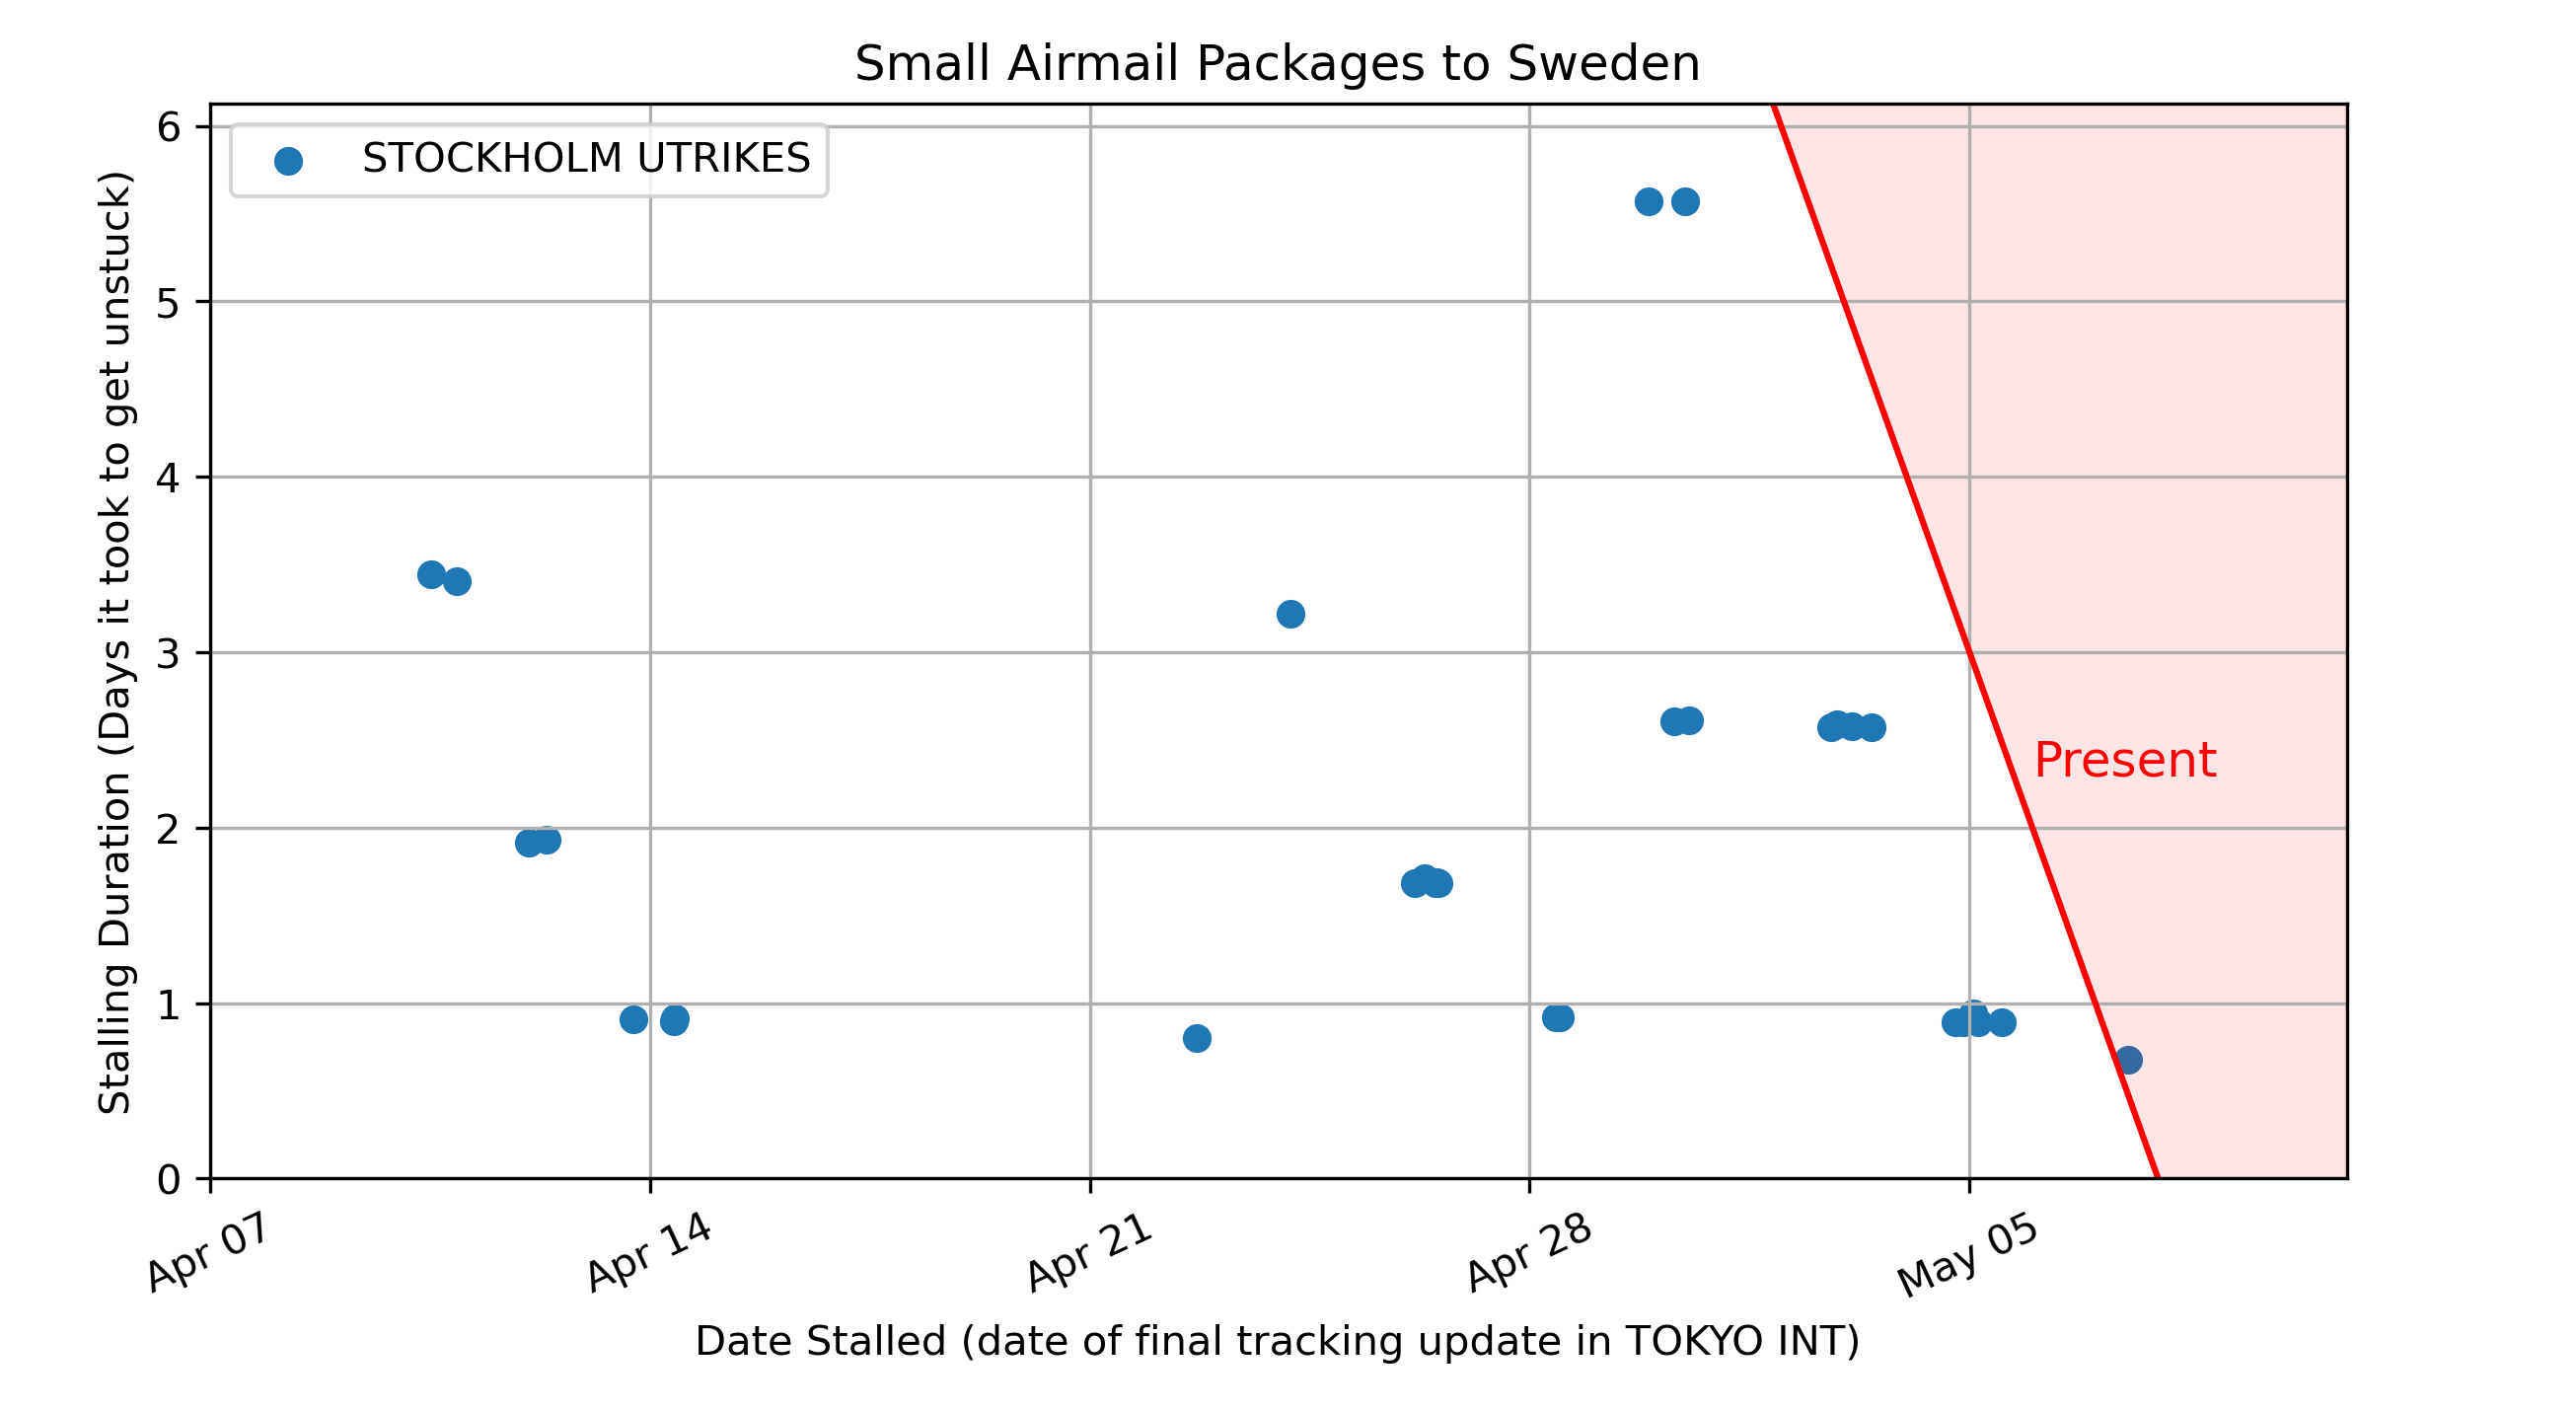 Small Airmail Packages to Sweden
STOCKHOLM UTRIKES
Stalling Duration (Days it took to get unstuck)
6
5
4
3
2
1
0
Present
Apr 07
Apr 14
Apr 21
Apr 28
May 05
Date Stalled (date of final tracking update in TOKYO INT)